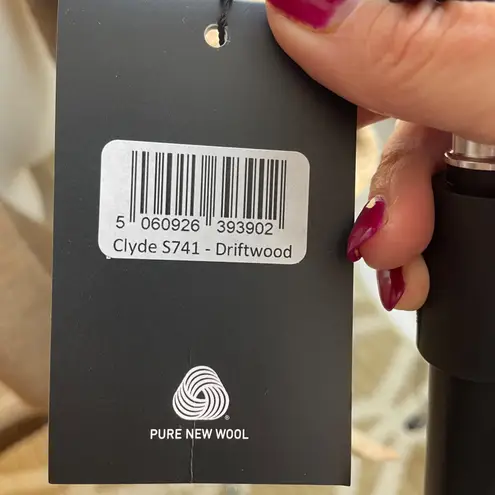 5 060926 393902
Clyde S741 - Driftwood
®
PURE NEW WOOL